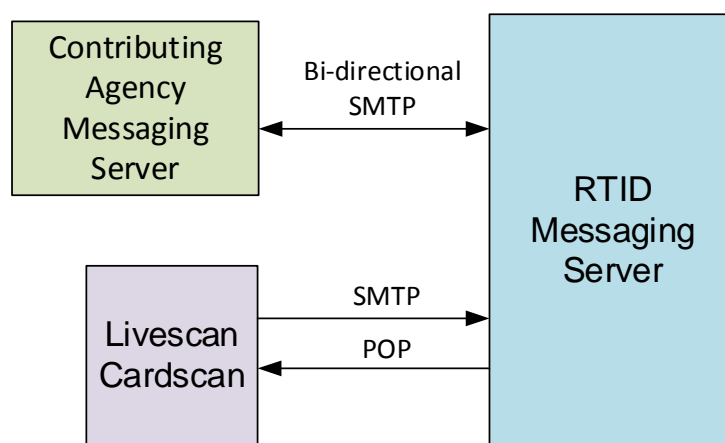 Contributing
Agency
Messaging
Server
Bi-directional
SMTP
RTID
Messaging
Server
Livescan
Cardscan
SMTP
POP